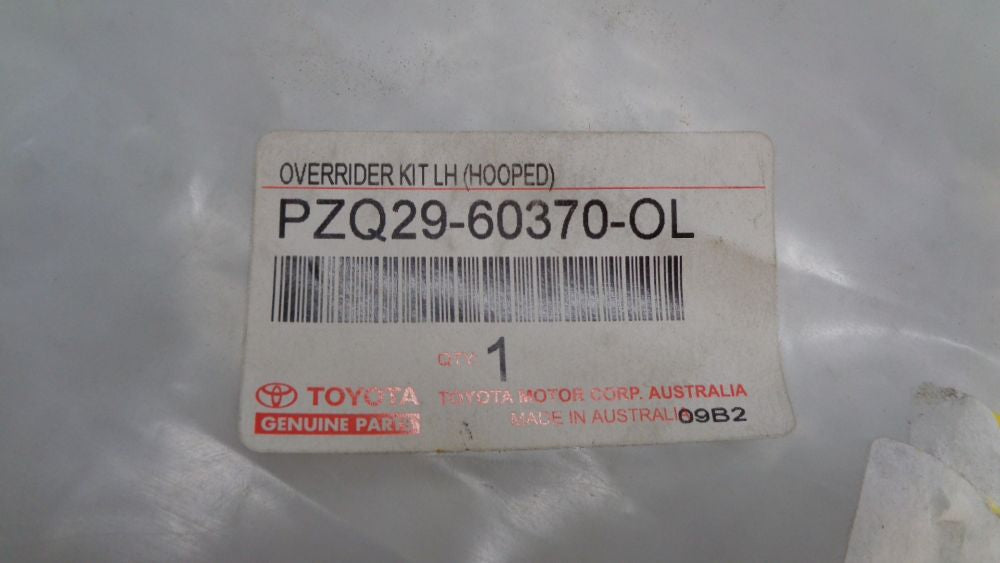 OVERRIDER KIT LH (HOOPED)
PZQ29-60370-OL
QTY 1
TOYOTA
GENUINE PARTS
TOYOTA MOTOR CORP. AUSTRALIA
MADE IN AUSTRALIA 09B2